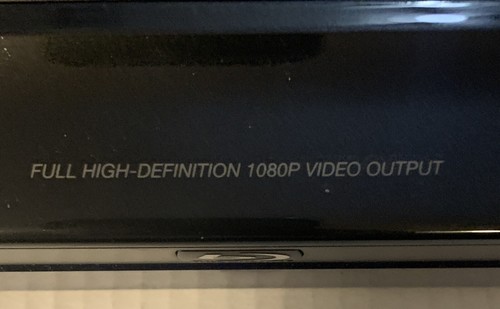 FULL HIGH-DEFINITION 1080P VIDEO OUTPUT